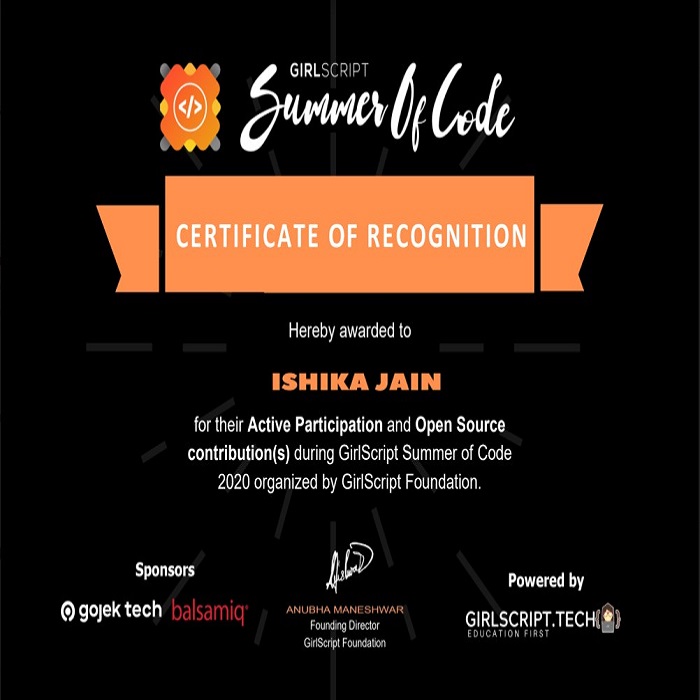 </>
GIRLSCRIPT
Summer Of Code
CERTIFICATE OF RECOGNITION
Hereby awarded to
ISHIKA JAIN
for their Active Participation and Open Source
contribution(s) during GirlScript Summer of Code
2020 organized by GirlScript Foundation.
Sponsors
gojek tech balsamiq
ANUBHA MANESHWAR
Founding Director
GirlScript Foundation
Powered by
GIRLSCRIPT.TECH
EDUCATION FIRST